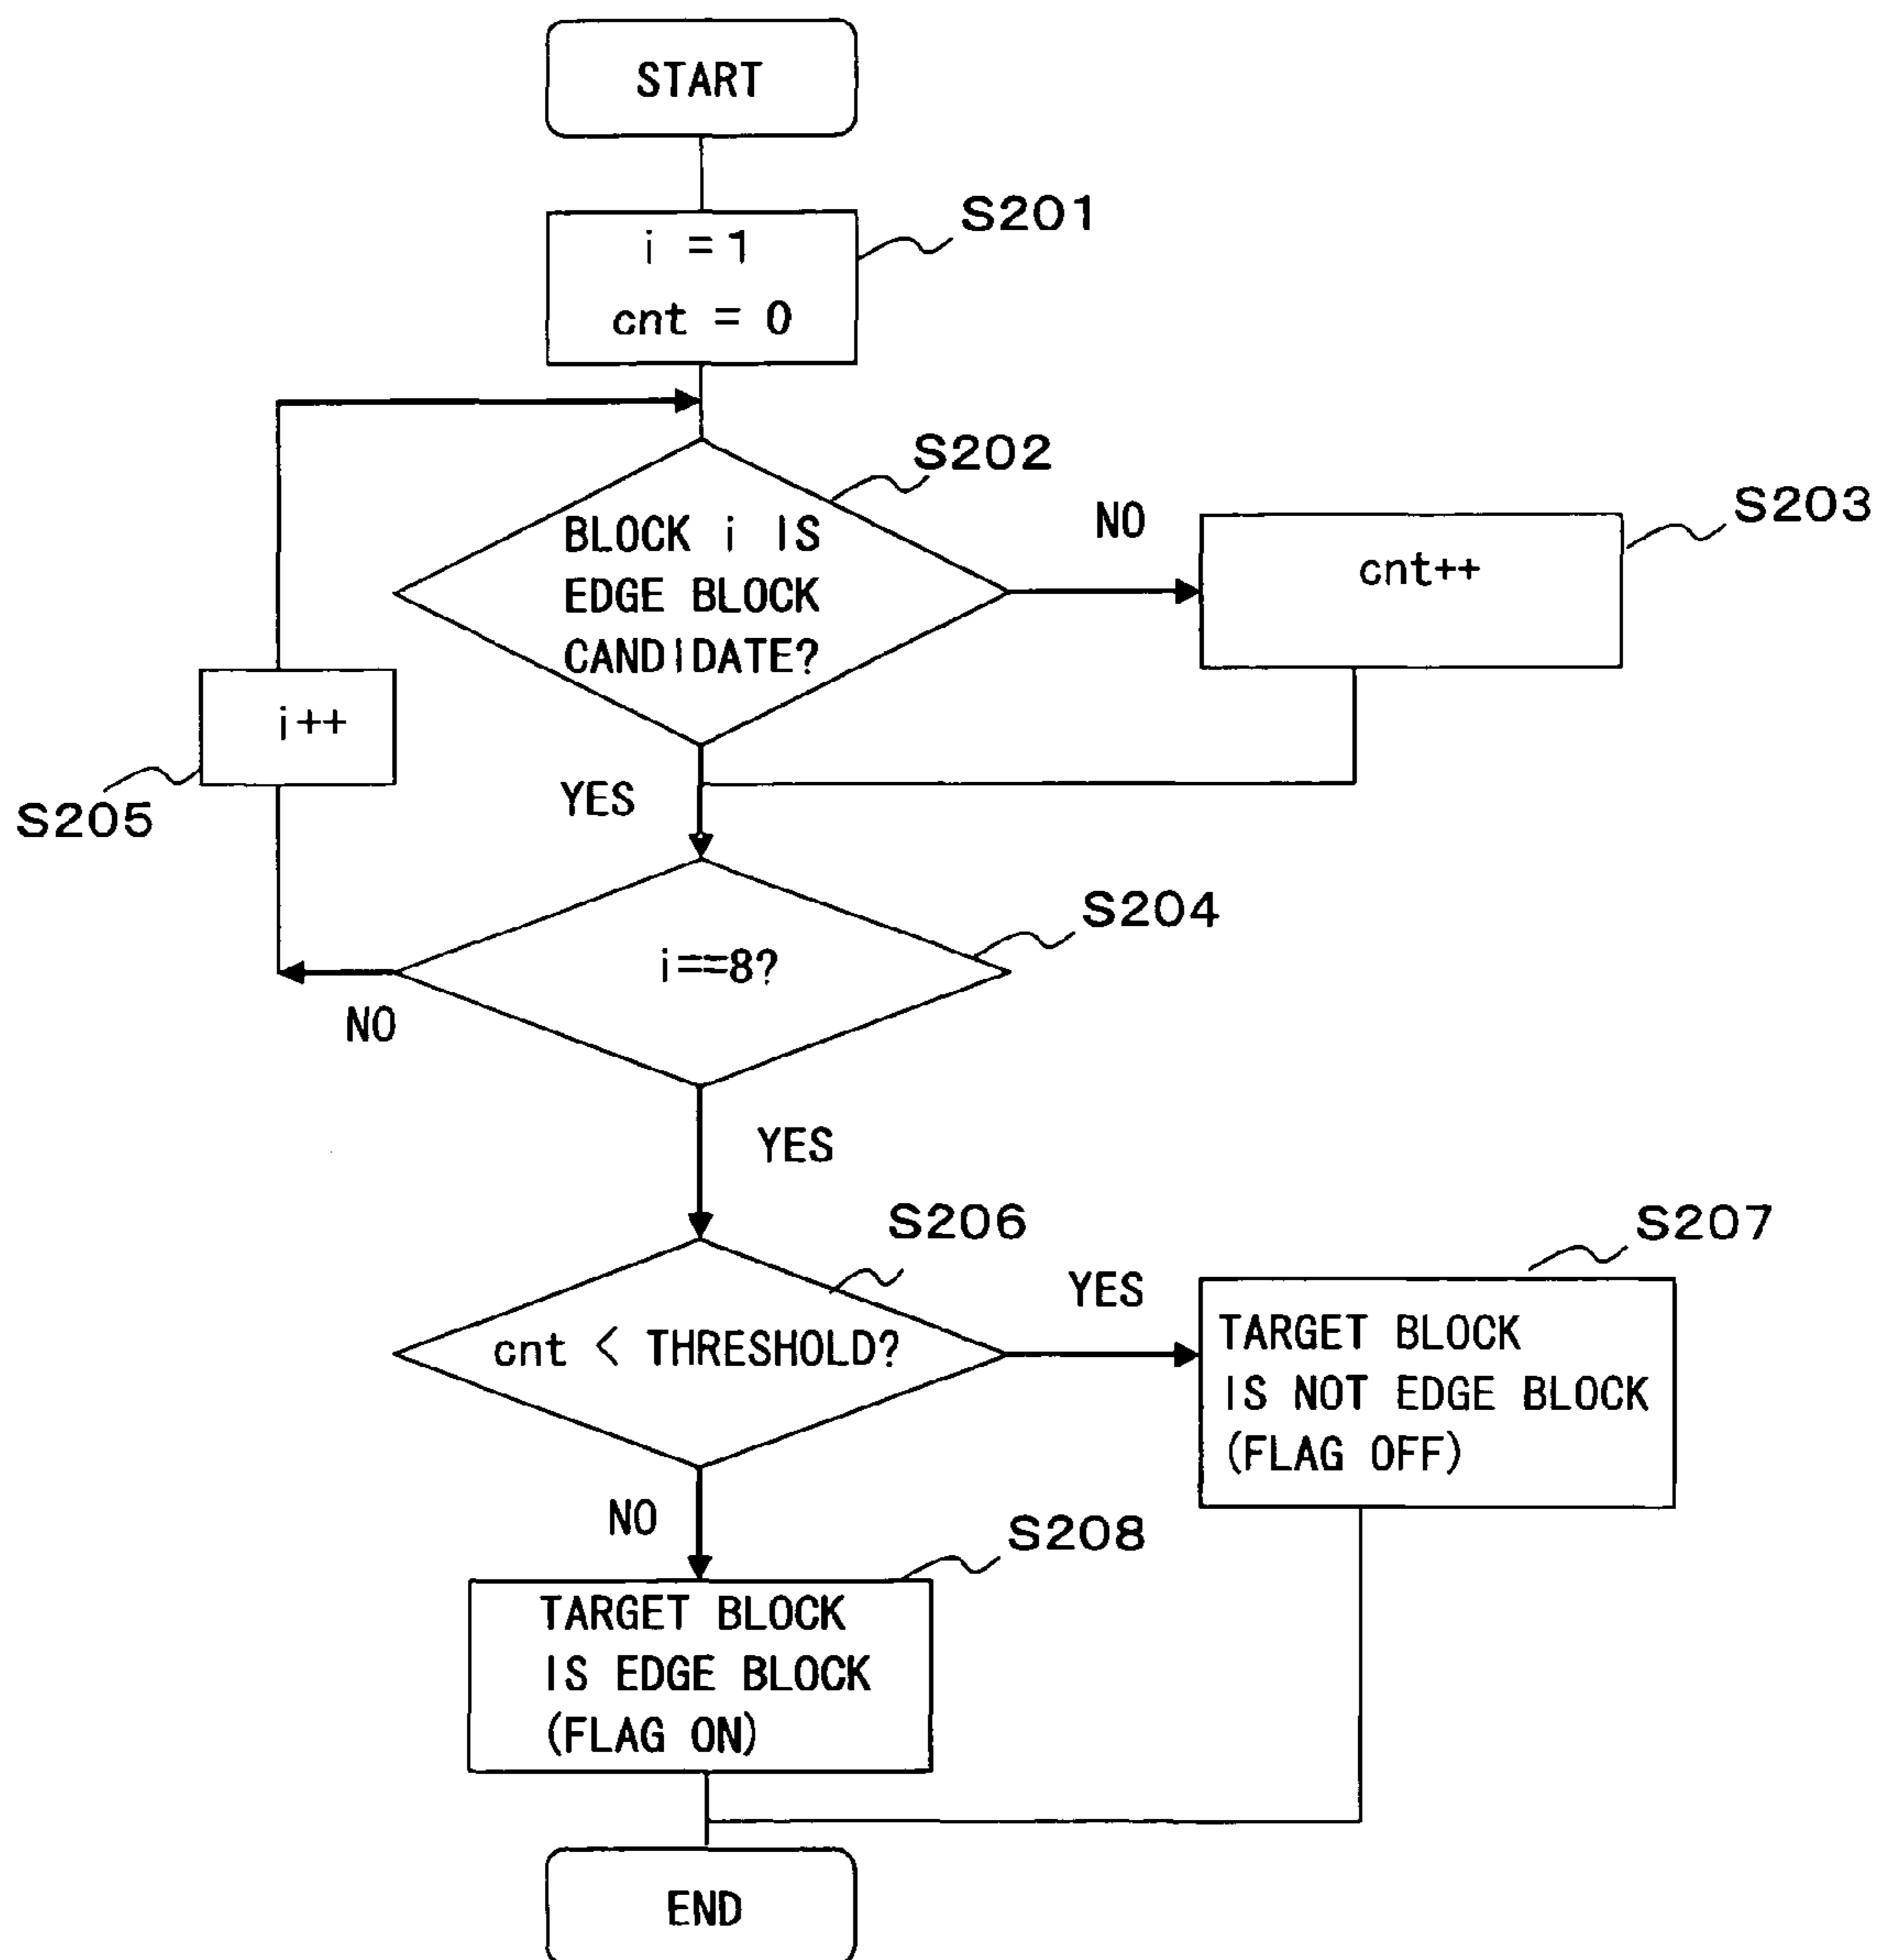 START
S201
i = 1
cnt = 0
S202
BLOCK i IS
EDGE BLOCK
CANDIDATE?
NO
S203
cnt++
i++
S205
YES
S204
i==8?
NO
YES
S206
cnt < THRESHOLD?
YES
S207
TARGET BLOCK
IS NOT EDGE BLOCK
(FLAG OFF)
NO
S208
TARGET BLOCK
IS EDGE BLOCK
(FLAG ON)
END